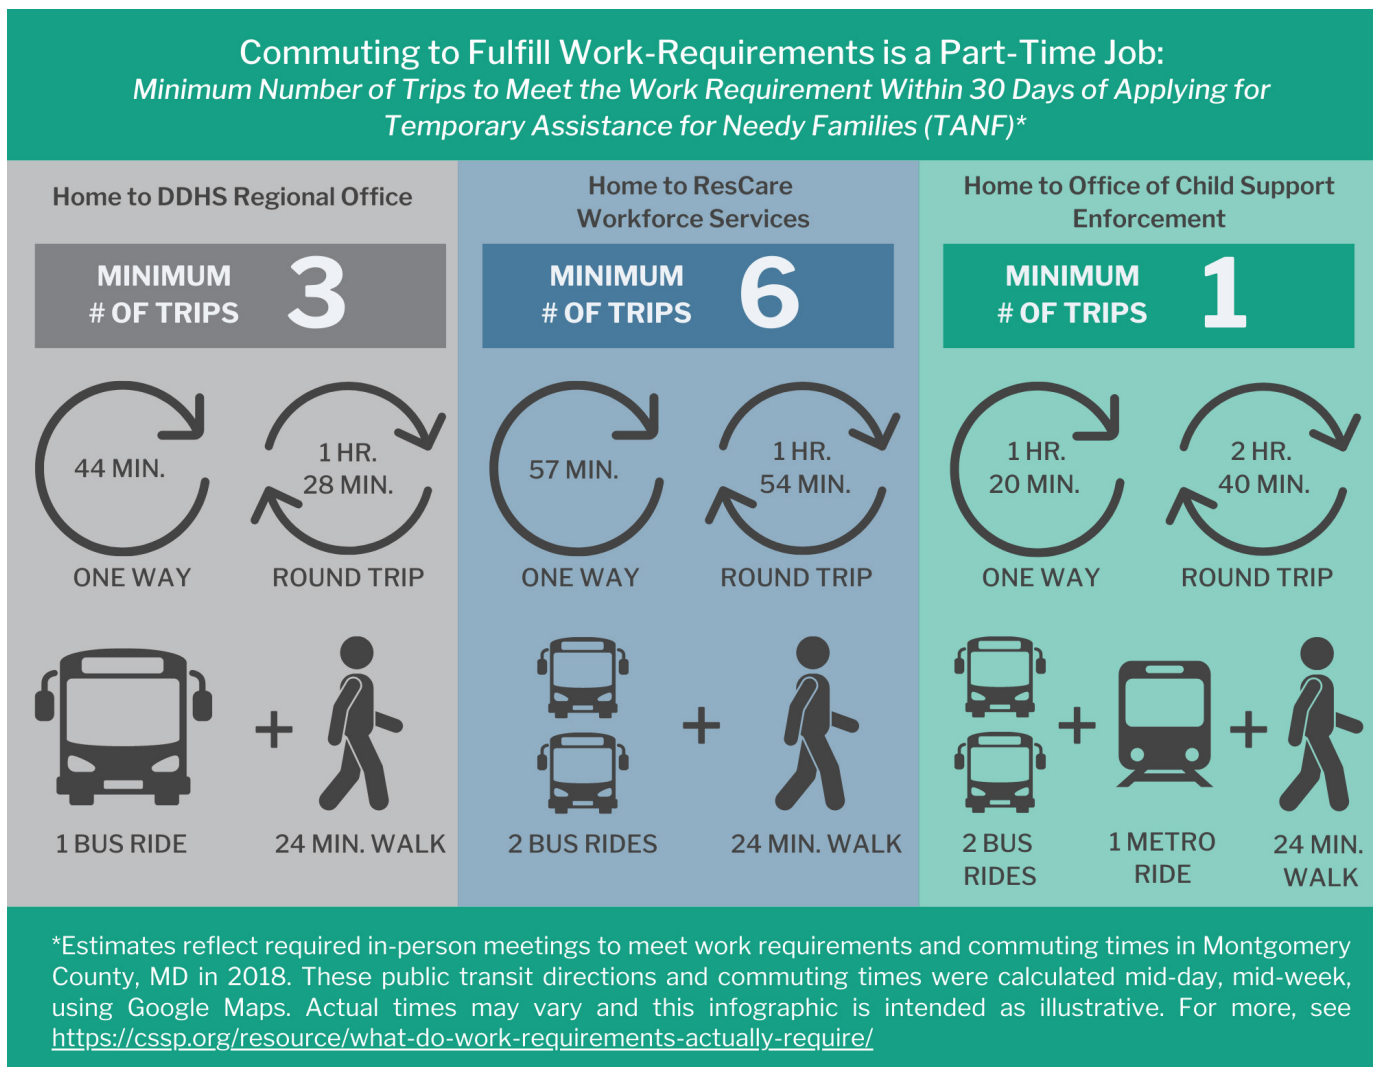 Commuting to Fulfill Work-Requirements is a Part-Time Job:
Minimum Number of Trips to Meet the Work Requirement Within 30 Days of Applying for
Temporary Assistance for Needy Families (TANF)*
Home to DDHS Regional Office
MINIMUM
# OF TRIPS
3
44 MIN.
ONE WAY
1 HR.
28 MIN.
ROUND TRIP
1 BUS RIDE
+
24 MIN. WALK
Home to ResCare
Workforce Services
MINIMUM
# OF TRIPS
6
57 MIN.
ONE WAY
1 HR.
54 MIN.
ROUND TRIP
2 BUS RIDES
+
24 MIN. WALK
Home to Office of Child Support
Enforcement
MINIMUM
# OF TRIPS
1
1 HR.
20 MIN.
ONE WAY
2 HR.
40 MIN.
ROUND TRIP
2 BUS
RIDES
+
1 METRO
RIDE
+
24 MIN.
WALK
*Estimates reflect required in-person meetings to meet work requirements and commuting times in Montgomery
County, MD in 2018. These public transit directions and commuting times were calculated mid-day, mid-week,
using Google Maps. Actual times may vary and this infographic is intended as illustrative. For more, see
https://cssp.org/resource/what-do-work-requirements-actually-require/